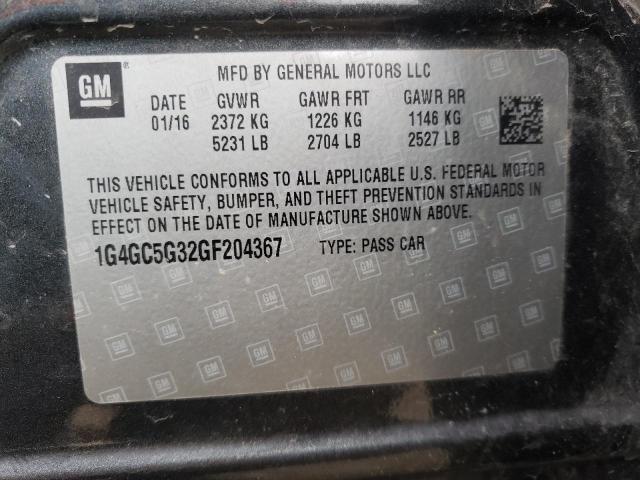 GM ® MFD BY GENERAL MOTORS LLC
DATE GVWR GAWR FRT GAWR RR
01/16 2372 KG 1226 KG 1146 KG
5231 LB 2704 LB 2527 LB
THIS VEHICLE CONFORMS TO ALL APPLICABLE U.S. FEDERAL MOTOR
VEHICLE SAFETY, BUMPER, AND THEFT PREVENTION STANDARDS IN
EFFECT ON THE DATE OF MANUFACTURE SHOWN ABOVE.
1G4GC5G32GF204367 TYPE: PASS CAR